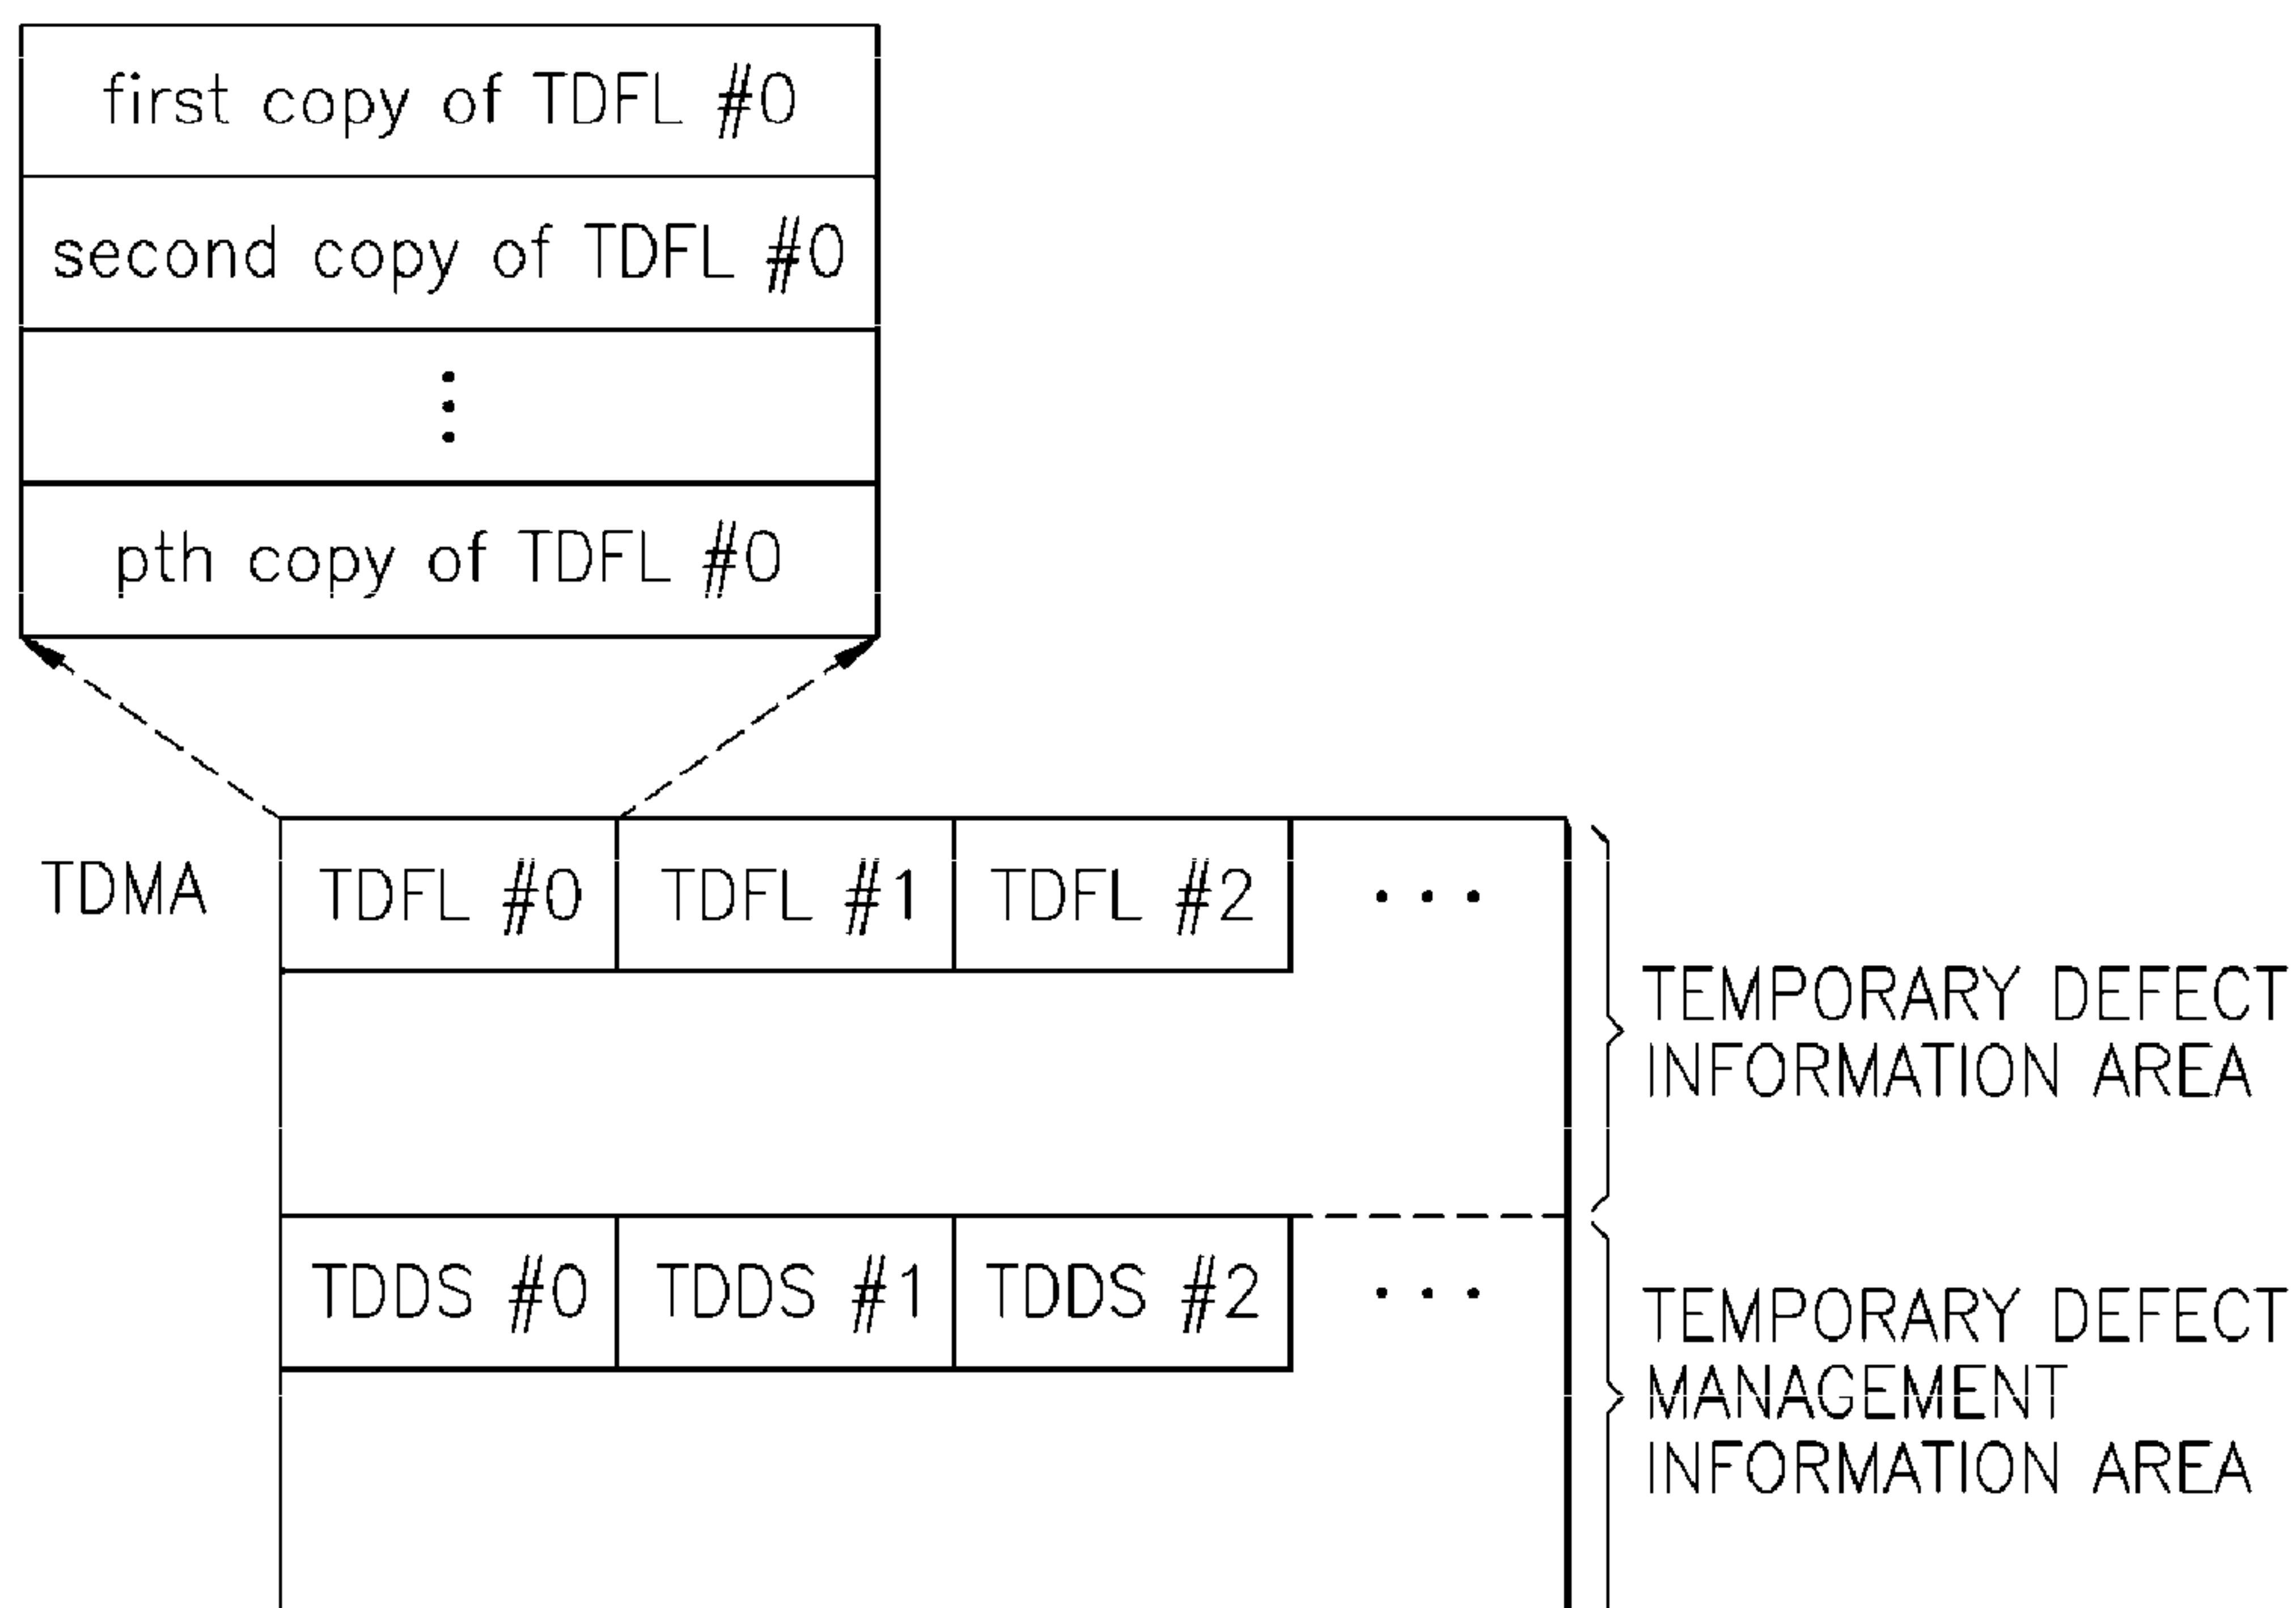 first copy of TDFL #0
second copy of TDFL #0
⋮
pth copy of TDFL #0
TDMA
TDFL #0
TDFL #1
TDFL #2
...
TEMPORARY DEFECT
INFORMATION AREA
TDDS #0
TDDS #1
TDDS #2
...
TEMPORARY DEFECT
MANAGEMENT
INFORMATION AREA